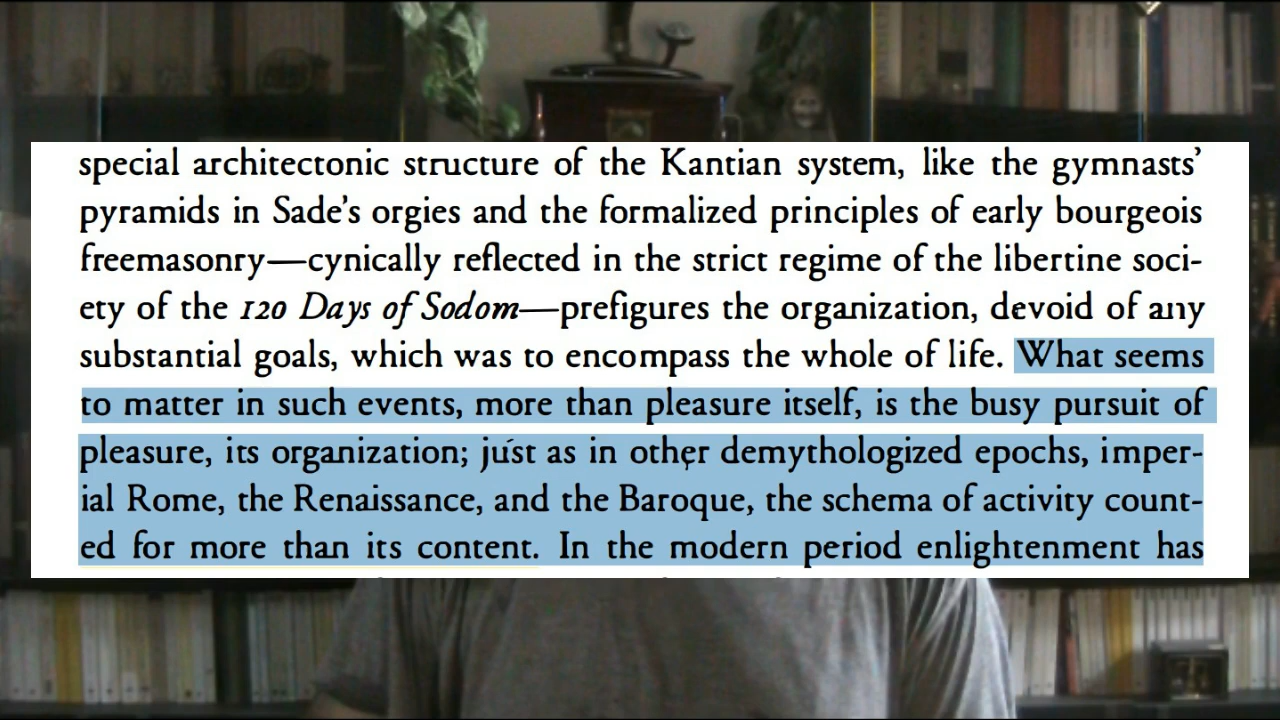 special architectonic structure of the Kantian system, like the gymnasts’
pyramids in Sade’s orgies and the formalized principles of early bourgeois
freemasonry—cynically reflected in the strict regime of the libertine soci-
ety of the 120 Days of Sodom—prefigures the organization, devoid of any
substantial goals, which was to encompass the whole of life. What seems
to matter in such events, more than pleasure itself, is the busy pursuit of
pleasure, its organization; just as in other demythologized epochs, imper-
ial Rome, the Renaissance, and the Baroque, the schema of activity count-
ed for more than its content. In the modern period enlightenment has